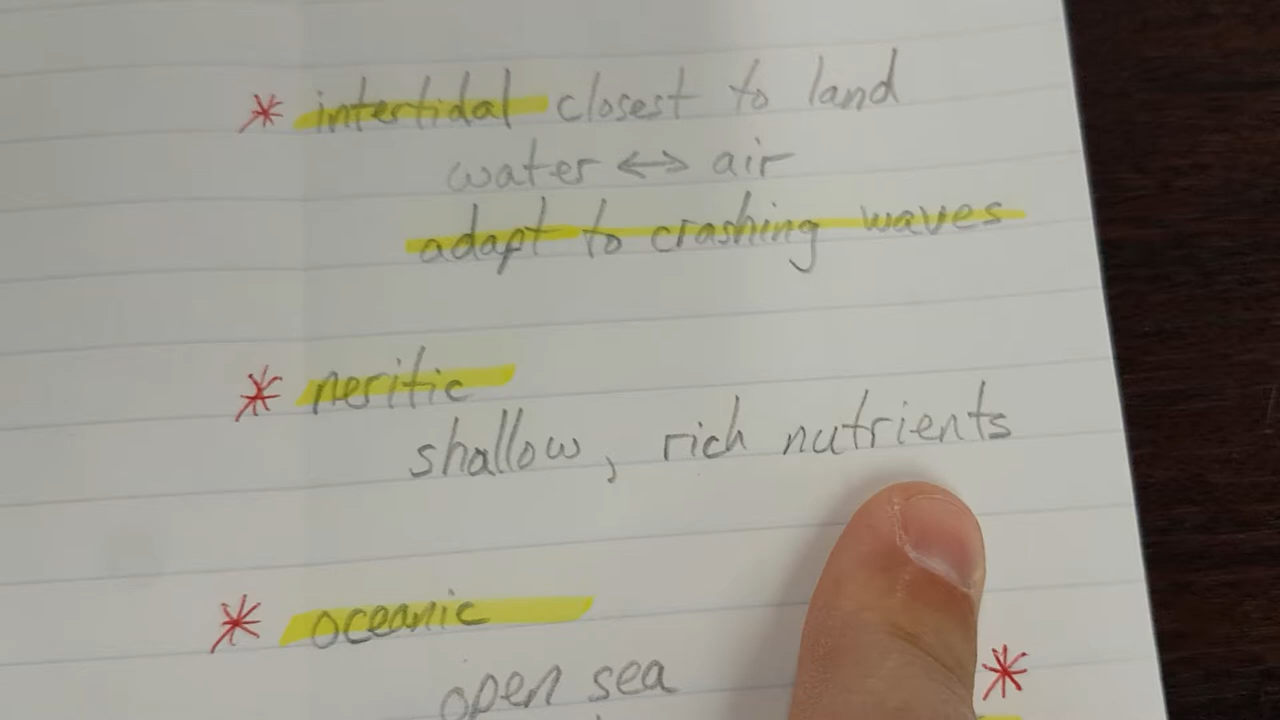 * intertidal closest to land
water ↔ air
adapt to crashing waves
* neritic
shallow, rich nutrients
* oceanic
open sea
*